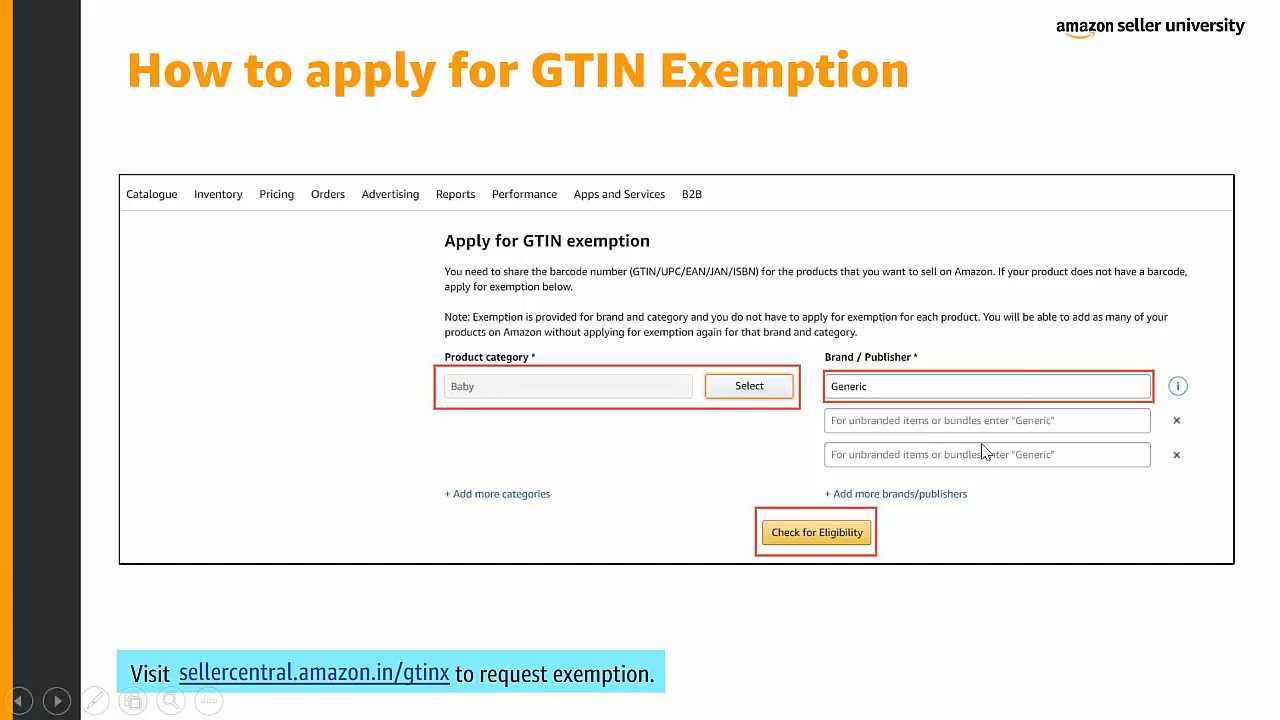 amazon seller university
How to apply for GTIN Exemption
Catalogue Inventory Pricing Orders Advertising Reports Performance Apps and Services B2B
Apply for GTIN exemption
You need to share the barcode number (GTIN/UPC/EAN/JAN/ISBN) for the products that you want to sell on Amazon. If your product does not have a barcode,
apply for exemption below.
Note: Exemption is provided for brand and category and you do not have to apply for exemption for each product. You will be able to add as many of your
products on Amazon without applying for exemption again for that brand and category.
Product category * Brand / Publisher *
Baby Select Generic i
For unbranded items or bundles enter "Generic" ×
For unbranded items or bundles enter "Generic" ×
+ Add more categories + Add more brands/publishers
Check for Eligibility
Visit sellercentral.amazon.in/gtinx to request exemption.